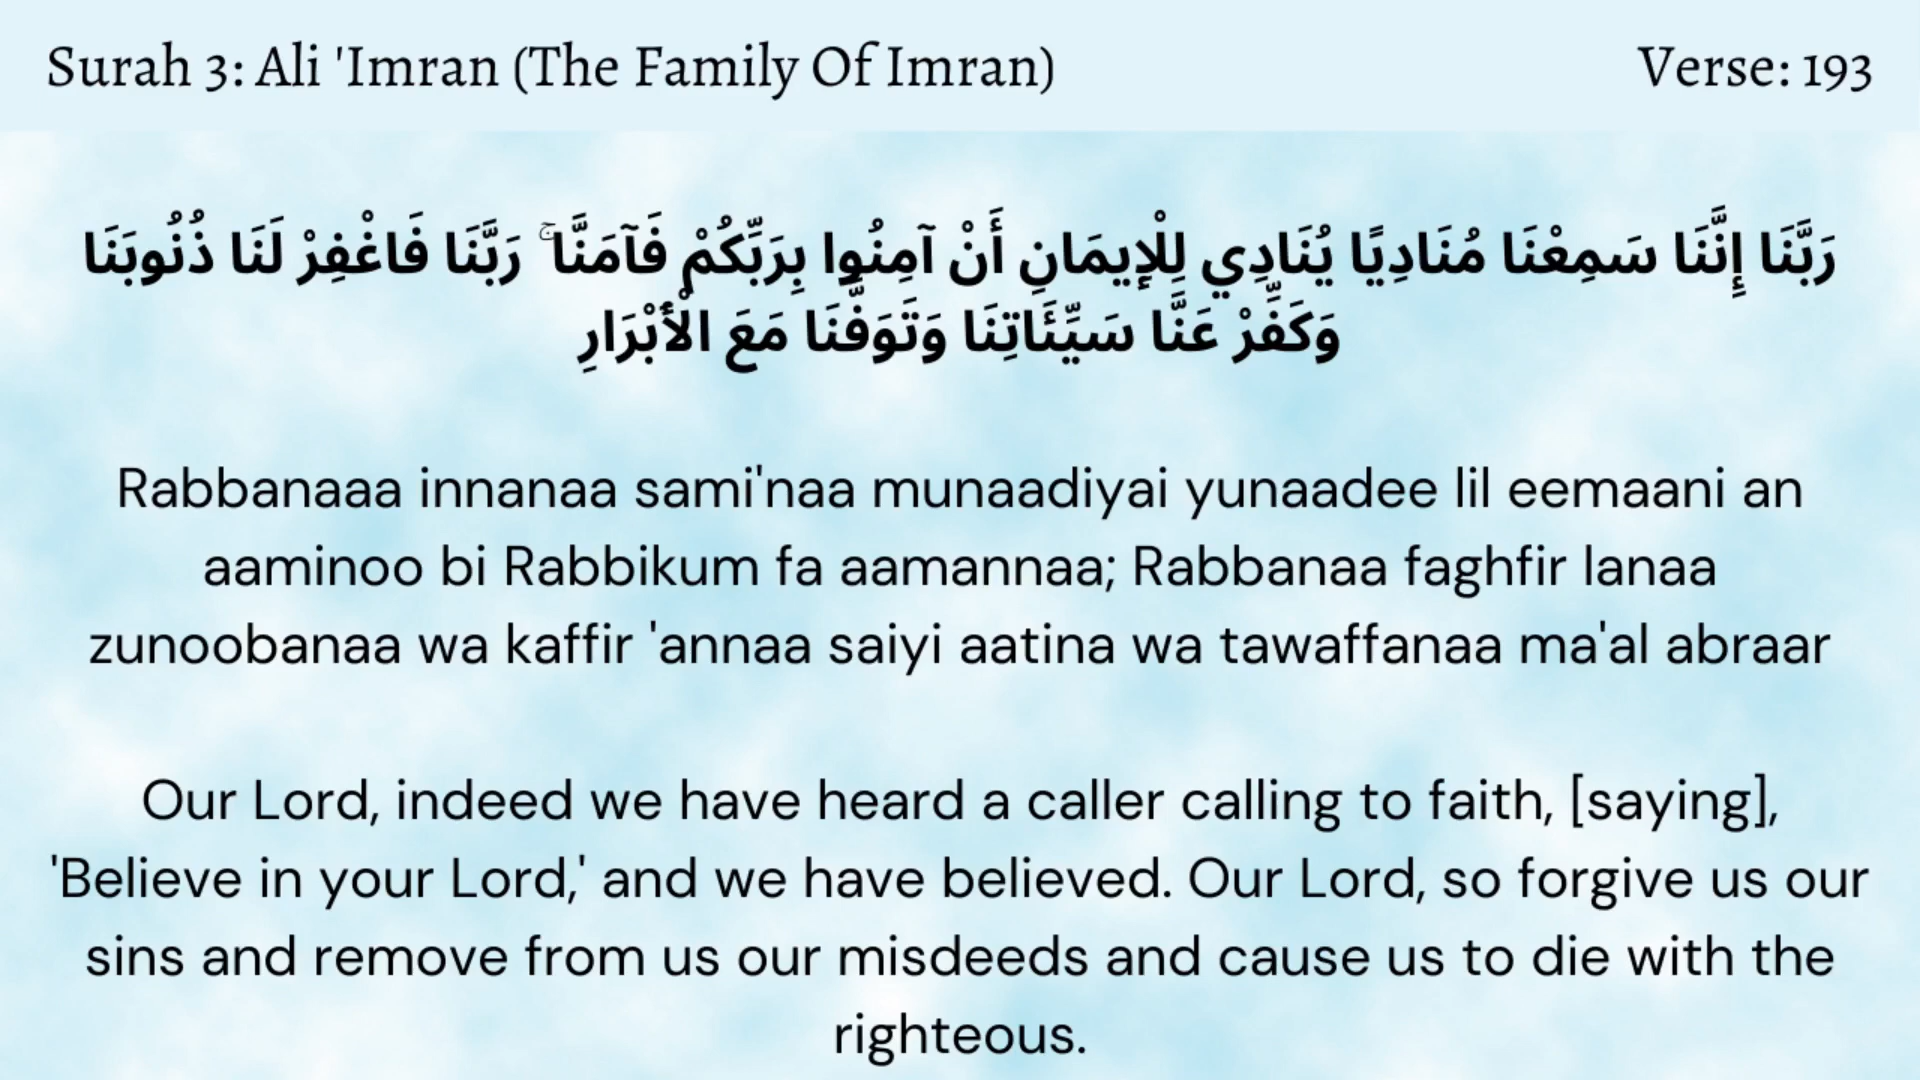 Surah 3: Ali 'Imran (The Family Of Imran)
Verse: 193
رَبَّنَا إِنَّنَا سَمِعْنَا مُنَادِيًا يُنَادِي لِلْإِيمَانِ أَنْ آمِنُوا بِرَبِّكُمْ فَآمَنَّا ۚ رَبَّنَا فَاغْفِرْ لَنَا ذُنُوبَنَا
وَكَفِّرْ عَنَّا سَيِّئَاتِنَا وَتَوَفَّنَا مَعَ الْأَبْرَارِ
Rabbanaaa innanaa sami'naa munaadiyai yunaadee lil eemaani an
aaminoo bi Rabbikum fa aamannaa; Rabbanaa faghfir lanaa
zunoobanaa wa kaffir 'annaa saiyi aatina wa tawaffanaa ma'al abraar
Our Lord, indeed we have heard a caller calling to faith, [saying],
'Believe in your Lord,' and we have believed. Our Lord, so forgive us our
sins and remove from us our misdeeds and cause us to die with the
righteous.